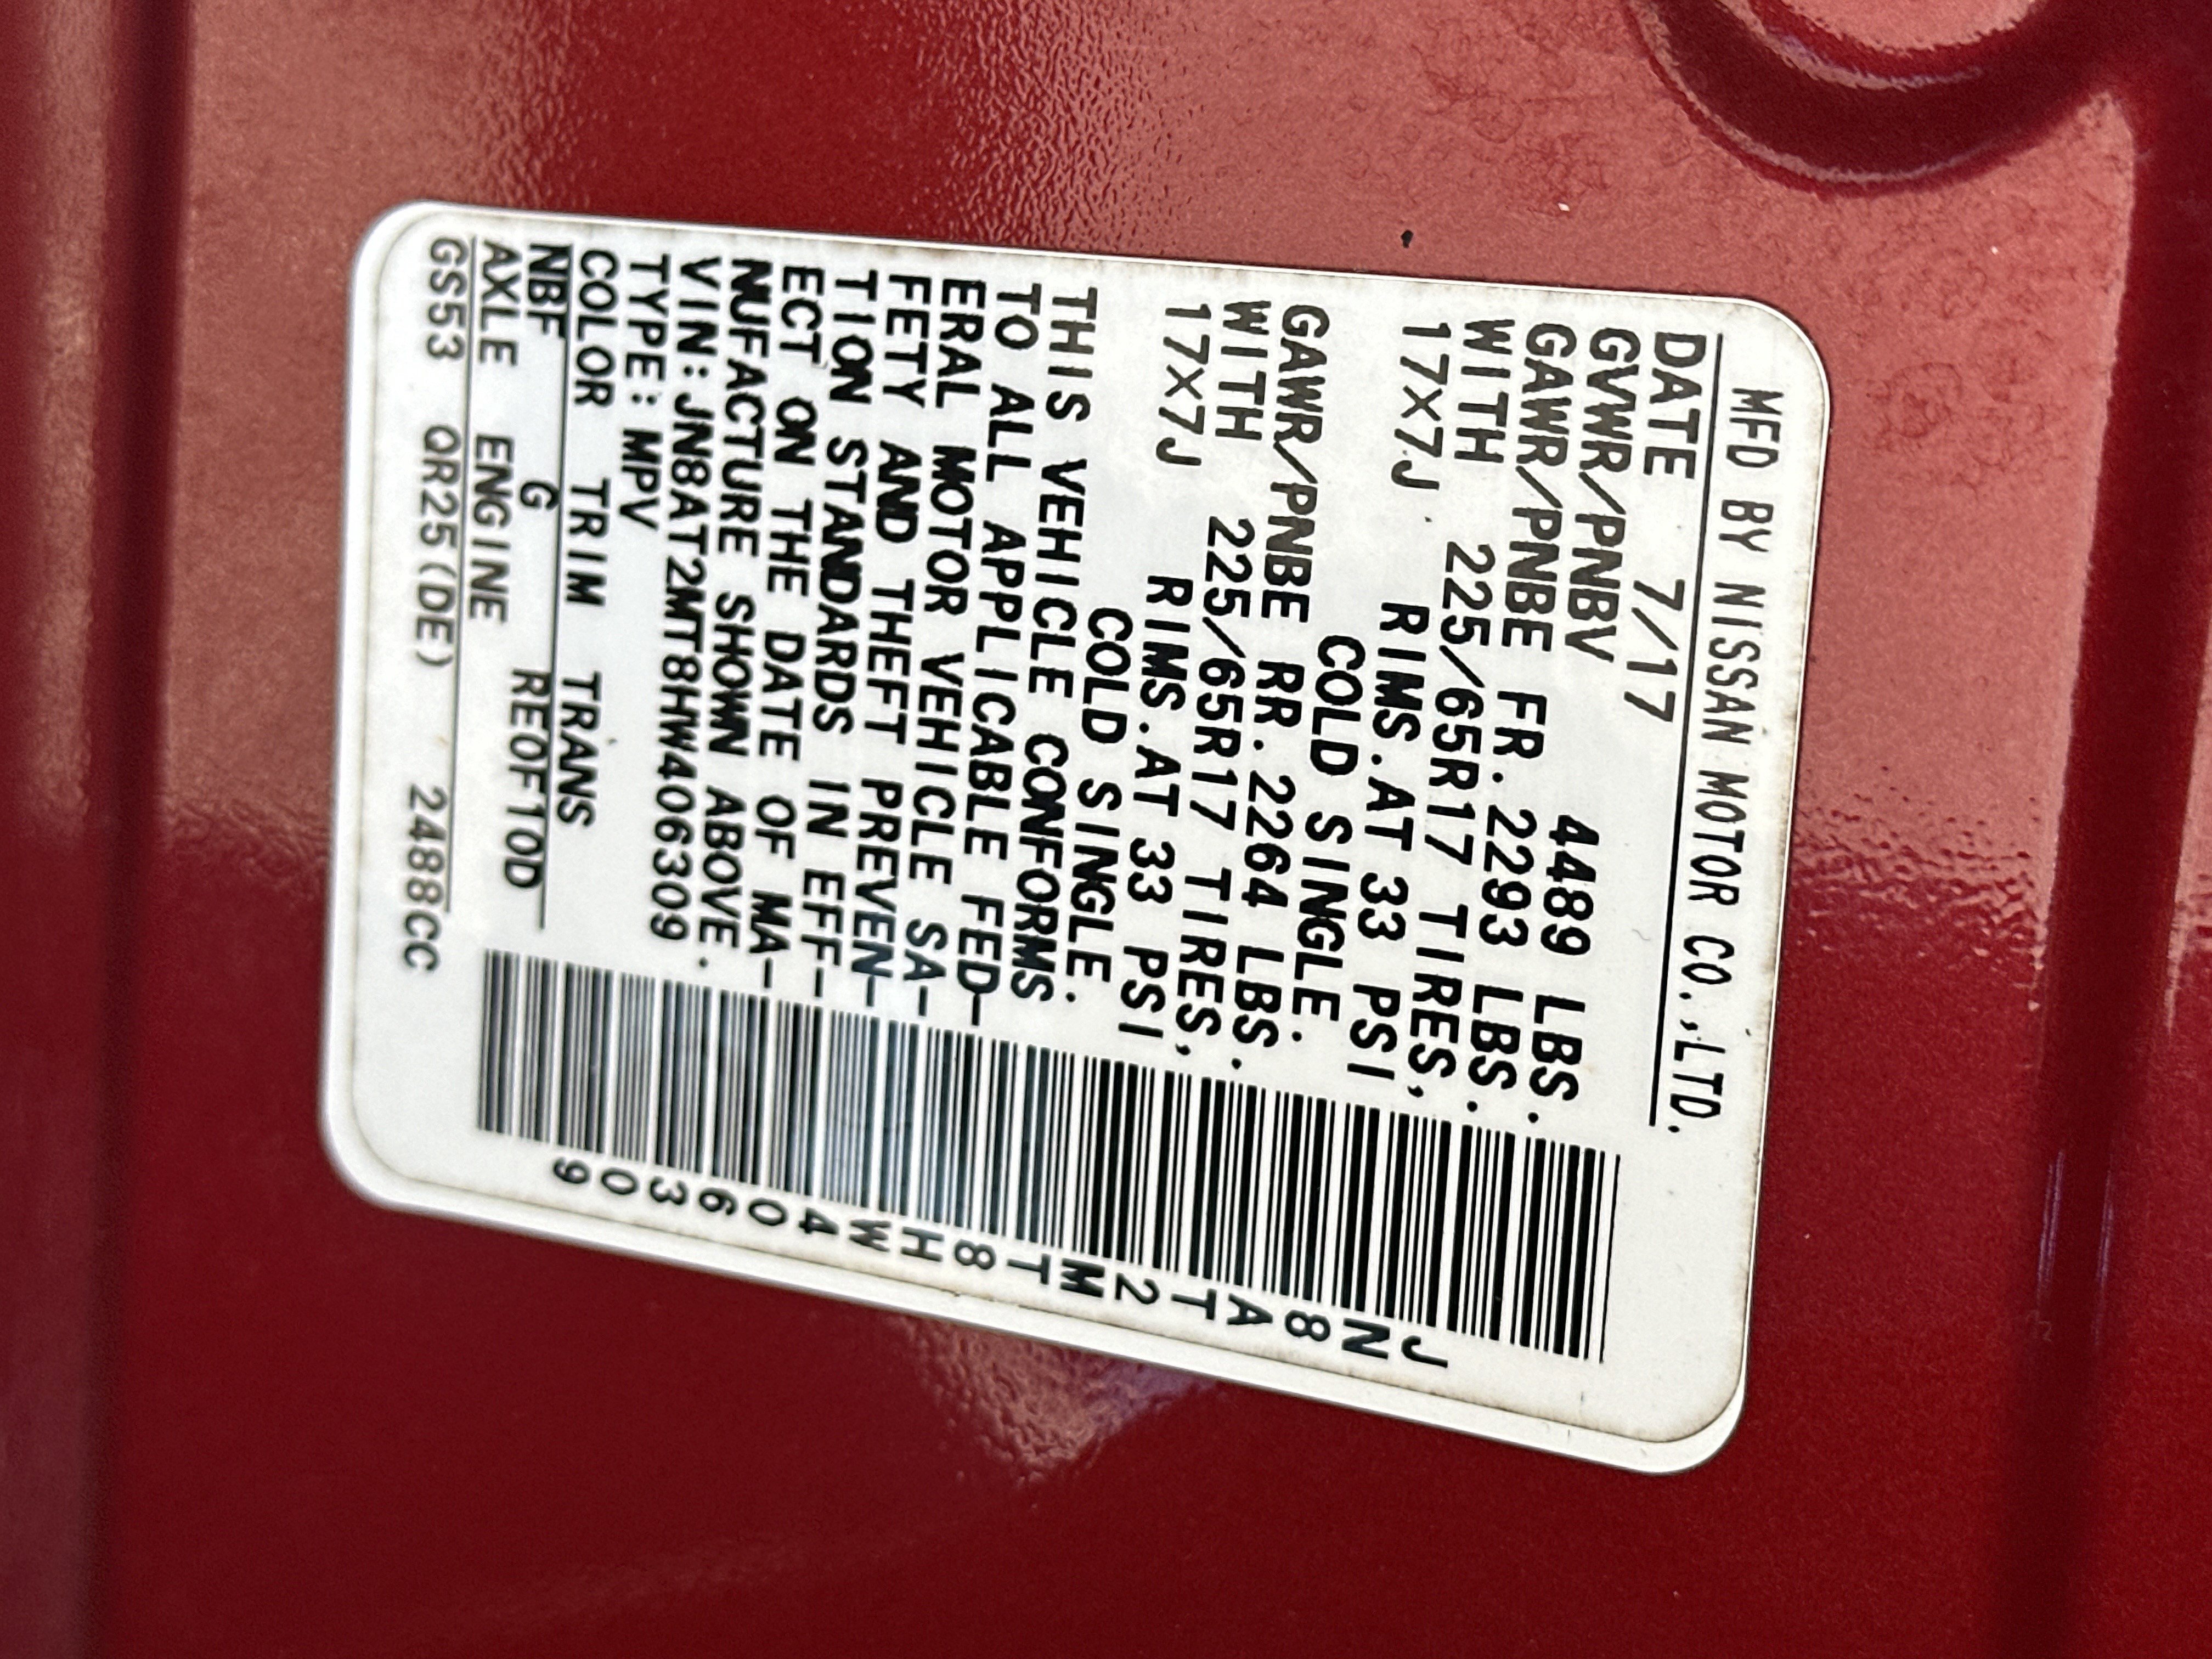 MFD BY NISSAN MOTOR CO.,LTD.
DATE 7/17
GVWR/PNBV 4489 LBS.
GAWR/PNBE FR. 2293 LBS.
WITH 225/65R17 TIRES,
17×7J RIMS.AT 33 PSI
COLD SINGLE.
GAWR/PNBE RR. 2264 LBS.
WITH 225/65R17 TIRES,
17×7J RIMS.AT 33 PSI,
COLD SINGLE.
THIS VEHICLE CONFORMS
TO ALL APPLICABLE FED-
ERAL MOTOR VEHICLE SA-
FETY AND THEFT PREVEN-
TION STANDARDS IN EFF-
ECT ON THE DATE OF MA-
NUFACTURE SHOWN ABOVE.
VIN:JN8AT2MT8HW406309
TYPE:MPV
COLOR TRIM TRANS
NBF G RE0F10D
AXLE ENGINE
GS53 QR25(DE) 2488CC
JN8AT2MT8HW406309